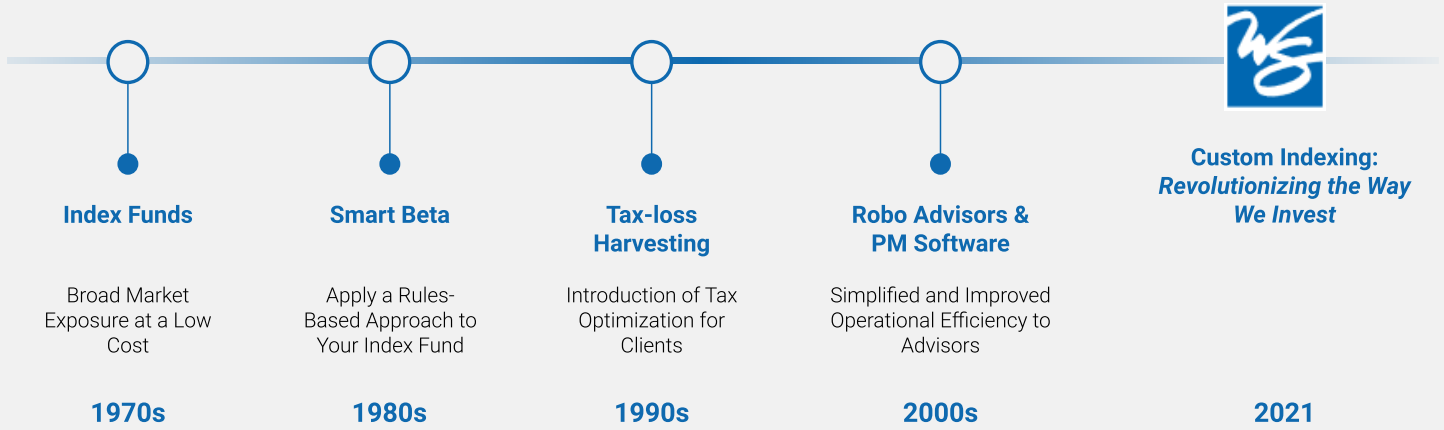 WS
Index Funds
Broad Market
Exposure at a Low
Cost
1970s
Smart Beta
Apply a Rules-
Based Approach to
Your Index Fund
1980s
Tax-loss
Harvesting
Introduction of Tax
Optimization for
Clients
1990s
Robo Advisors &
PM Software
Simplified and Improved
Operational Efficiency to
Advisors
2000s
Custom Indexing:
Revolutionizing the Way
We Invest
2021